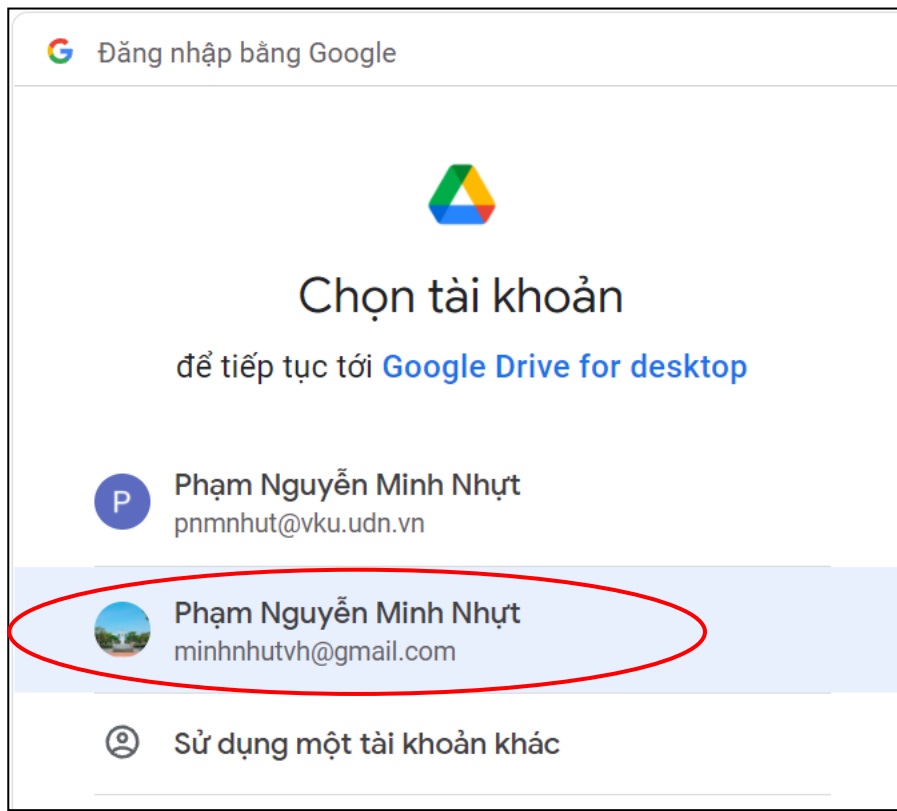 Đăng nhập bằng Google
Chọn tài khoản
để tiếp tục tới Google Drive for desktop
P
Phạm Nguyễn Minh Nhựt
pnmnhut@vku.udn.vn
Phạm Nguyễn Minh Nhựt
minhnhutvh@gmail.com
Sử dụng một tài khoản khác